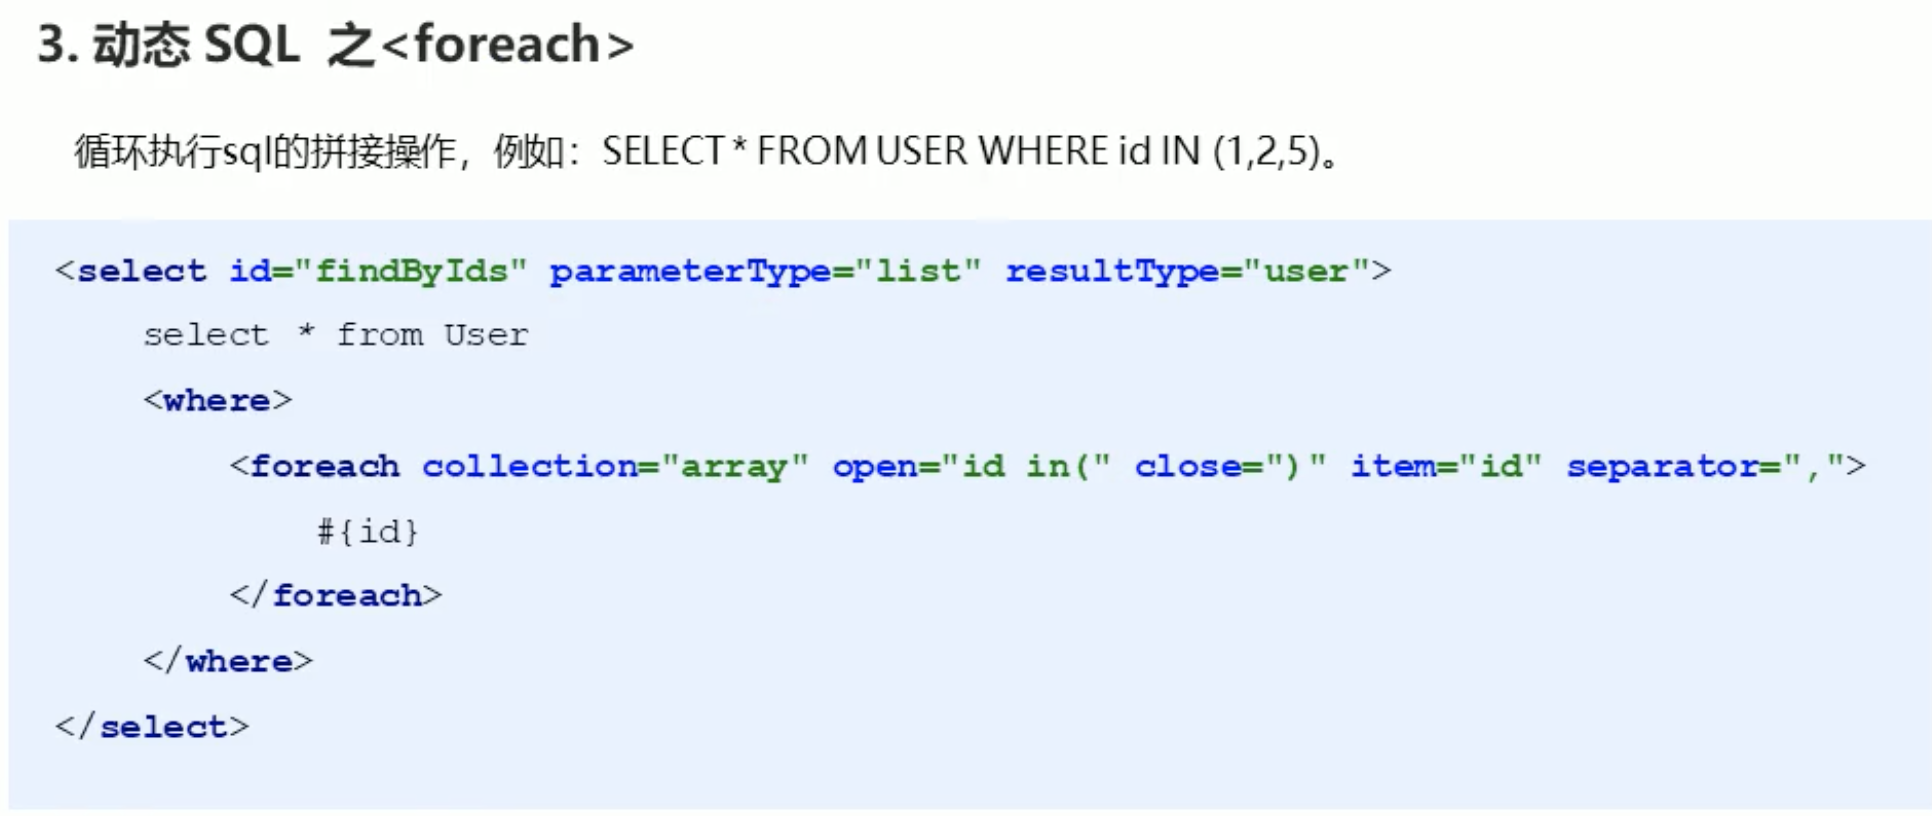 3. 动态 SQL 之<foreach>
循环执行sql的拼接操作，例如：SELECT * FROM USER WHERE id IN (1,2,5)。
<select id="findByIds" parameterType="list" resultType="user">
select * from User
<where>
<foreach collection="array" open="id in(" close=")" item="id" separator=",">
#{id}
</foreach>
</where>
</select>